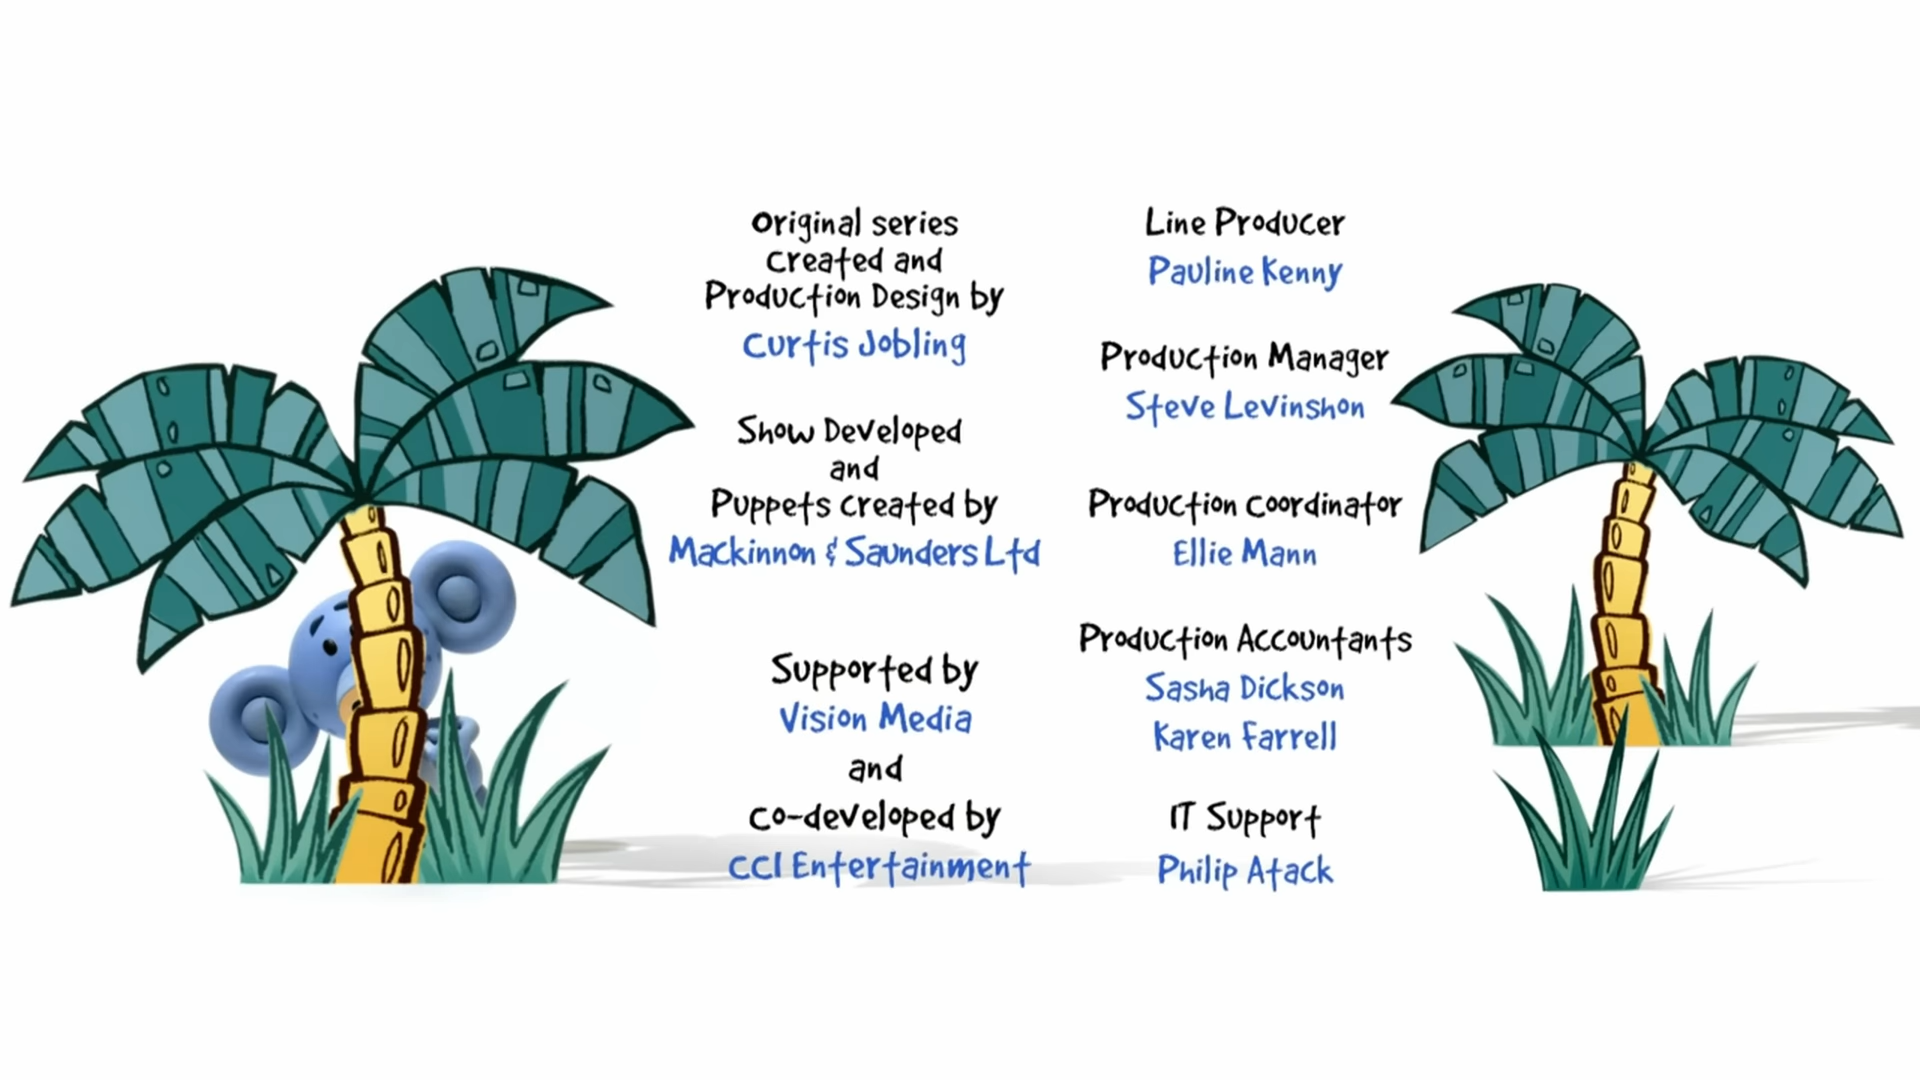 Original series
created and
Production Design by
Curtis Jobling
Show Developed
and
Puppets created by
Mackinnon & Saunders Ltd
Supported by
Vision Media
and
co-developed by
CCI Entertainment
Line Producer
Pauline Kenny
Production Manager
Steve Levinshon
Production Coordinator
Ellie Mann
Production Accountants
Sasha Dickson
Karen Farrell
IT Support
Philip Atack